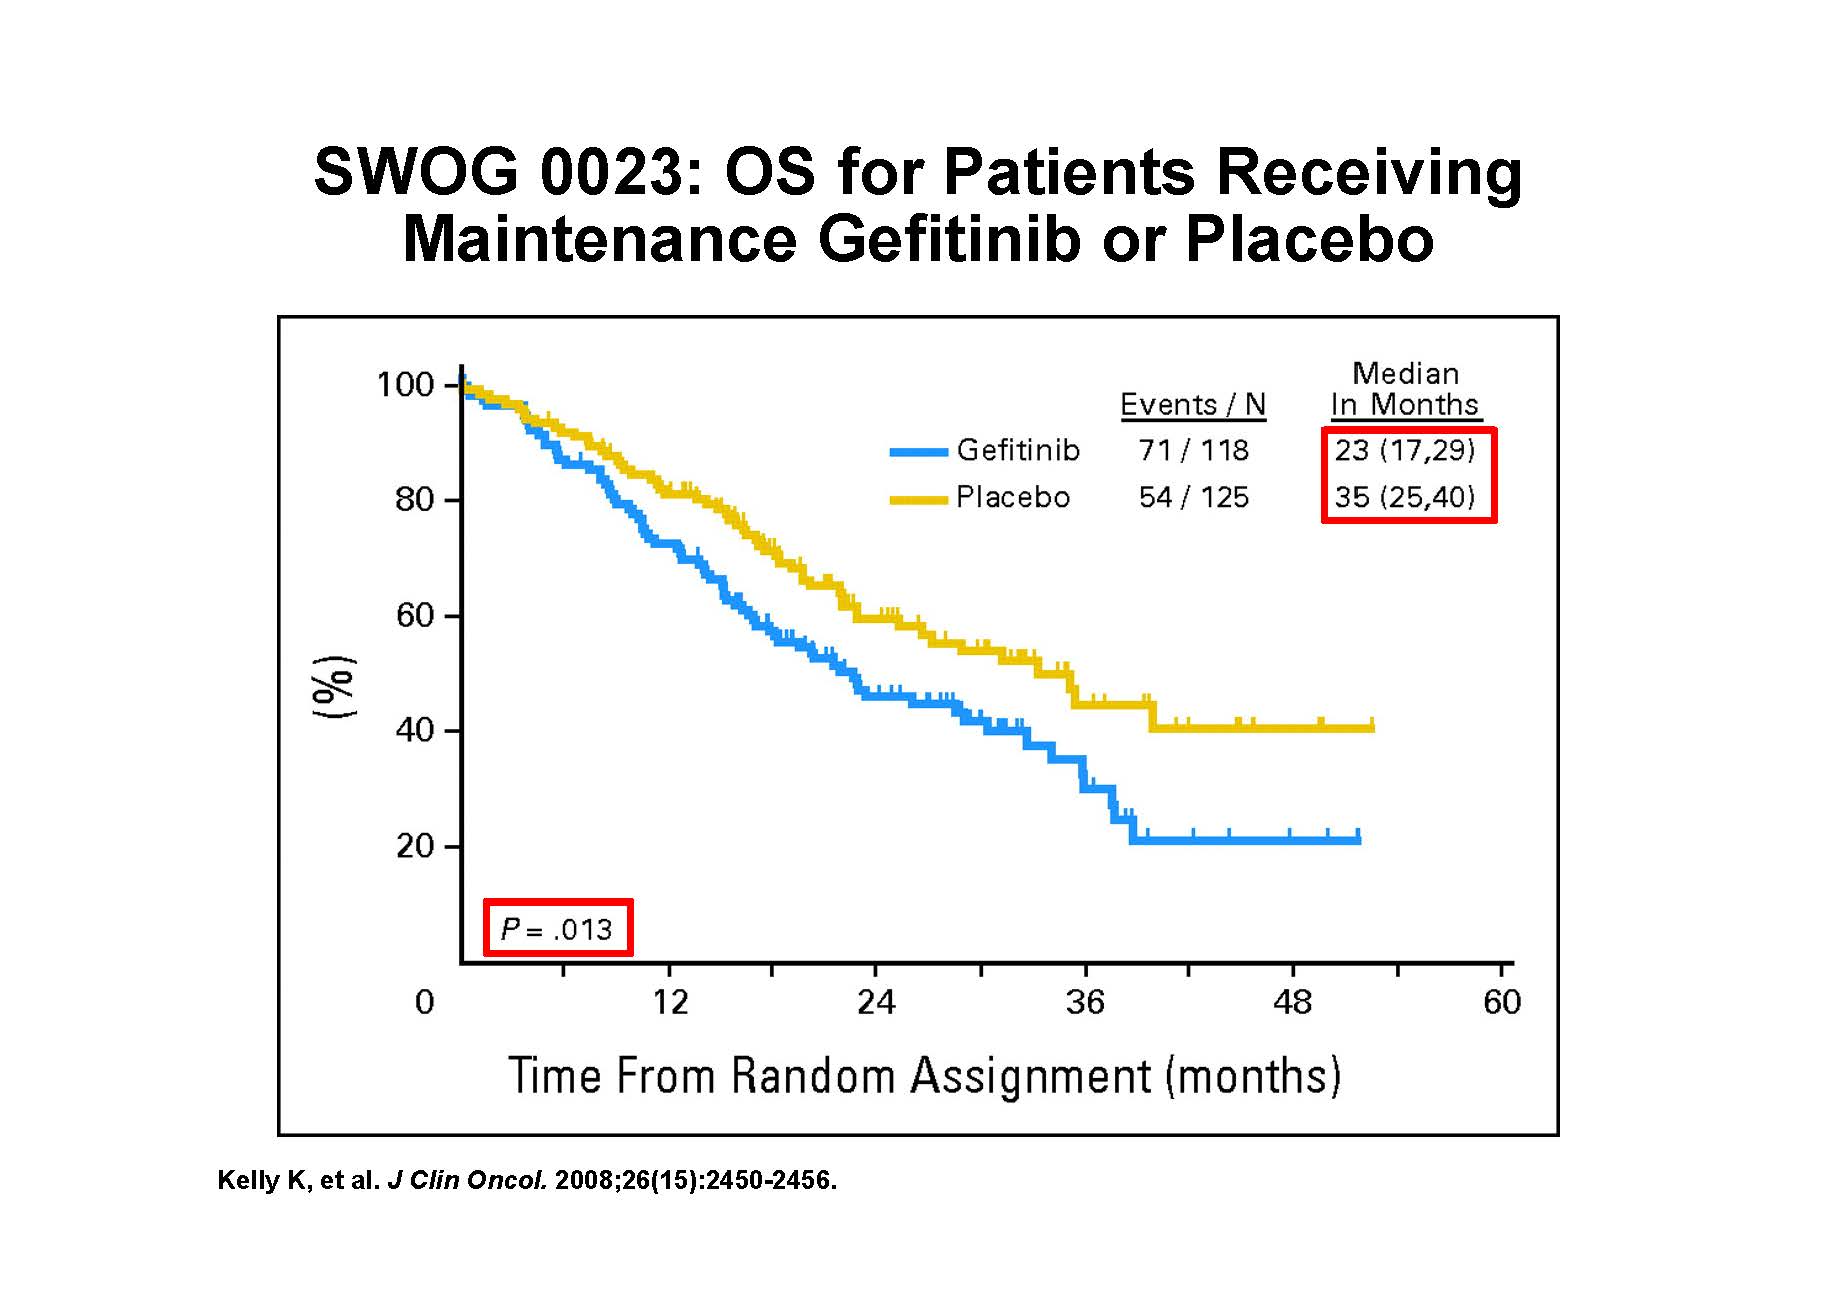 SWOG 0023: OS for Patients Receiving
Maintenance Gefitinib or Placebo
Median
Events / N In Months
Gefitinib 71 / 118 23 (17,29)
Placebo 54 / 125 35 (25,40)
100
80
60
40
20
(%)
P = .013
0 12 24 36 48 60
Time From Random Assignment (months)
Kelly K, et al. J Clin Oncol. 2008;26(15):2450-2456.